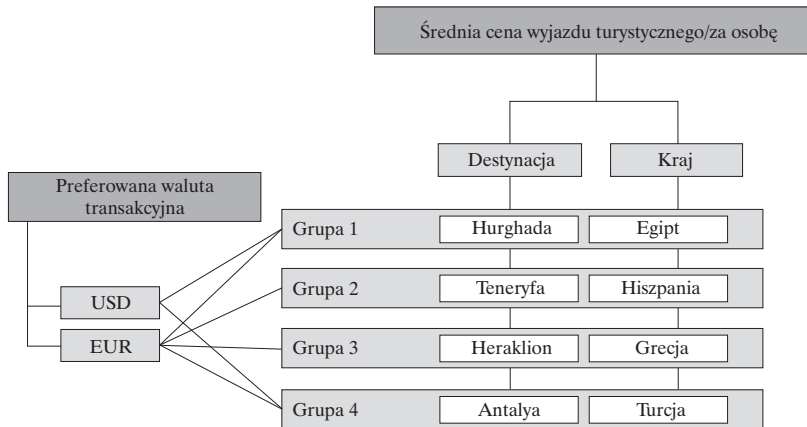 Średnia cena wyjazdu turystycznego/za osobę
Destynacja
Kraj
Preferowana waluta
transakcyjna
Grupa 1
Hurghada
Egipt
USD
Grupa 2
Teneryfa
Hiszpania
EUR
Grupa 3
Heraklion
Grecja
Grupa 4
Antalya
Turcja